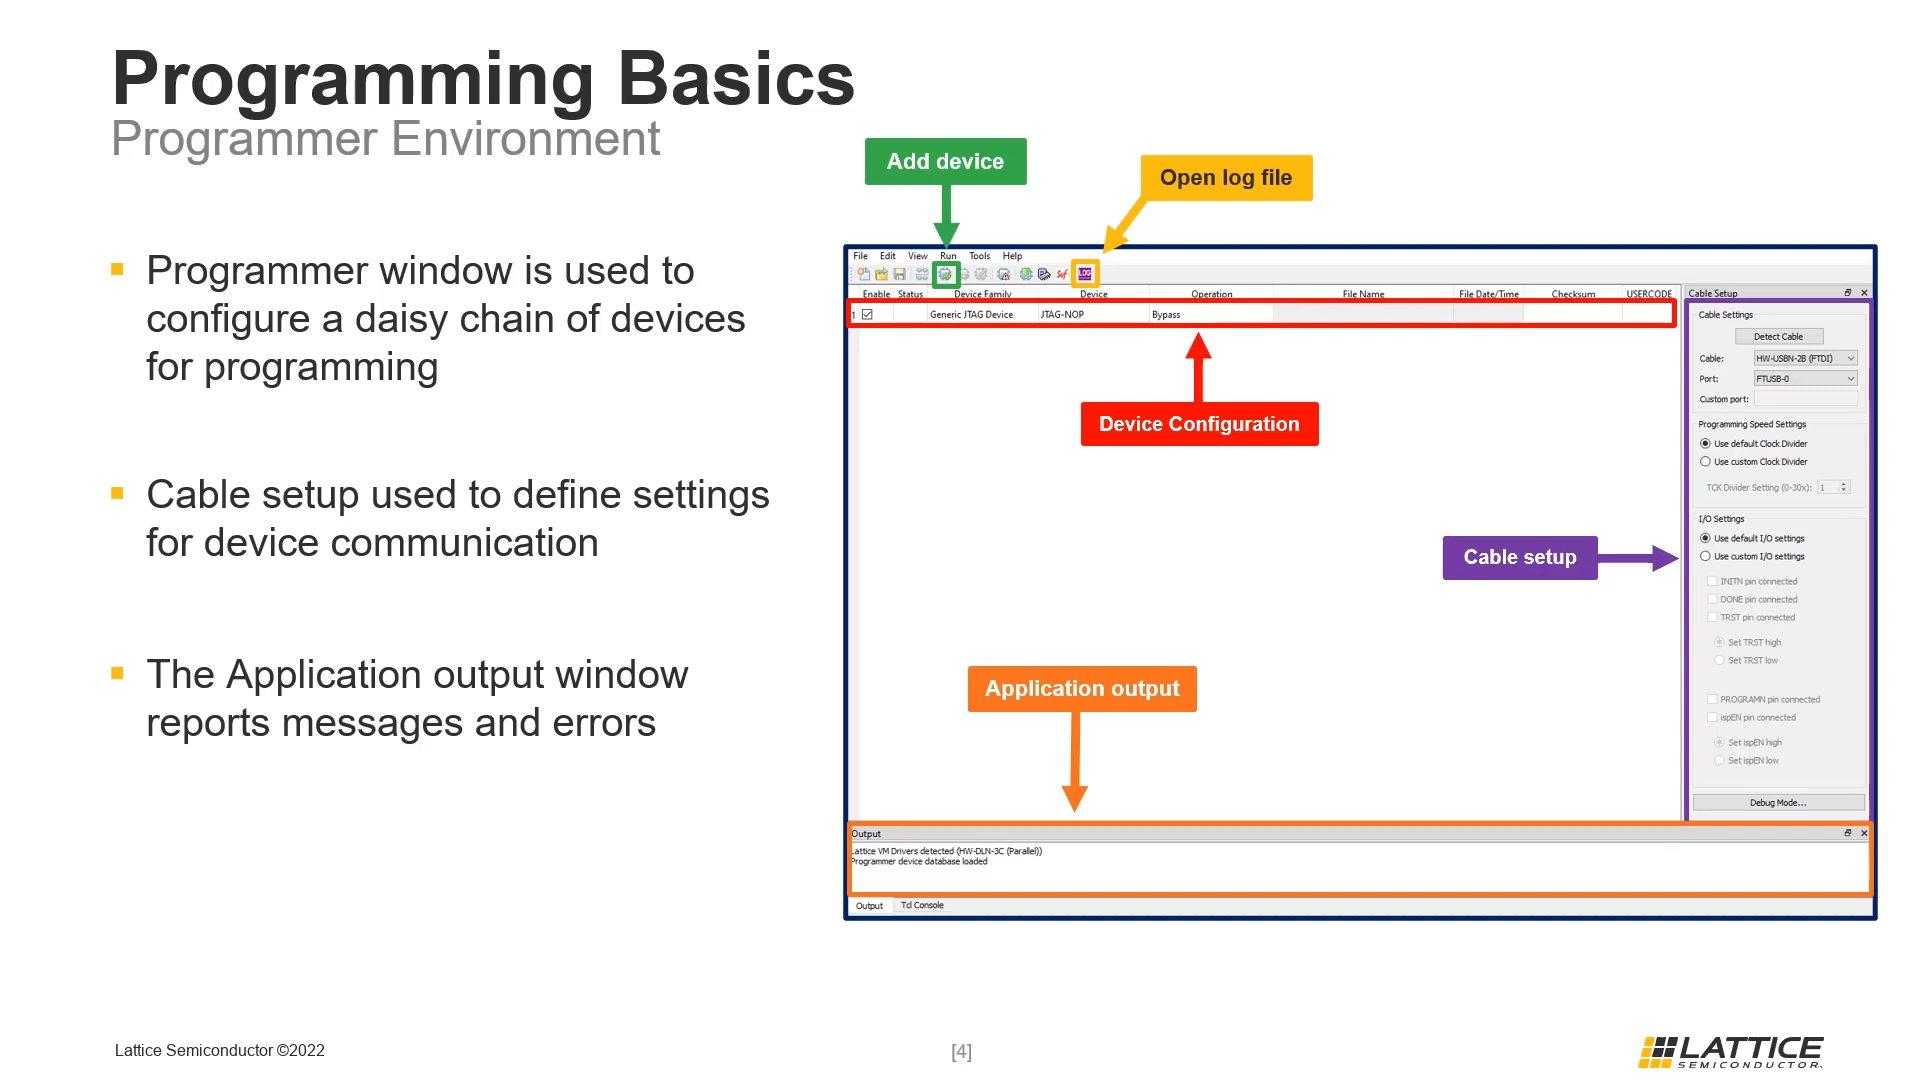 Programming Basics
Programmer Environment
Programmer window is used to
configure a daisy chain of devices
for programming
Cable setup used to define settings
for device communication
The Application output window
reports messages and errors
Add device
Open log file
File Edit View Run Tools Help
Svf LOG
Enable Status Device Family Device Operation File Name File Date/Time Checksum USERCODE
1 Generic JTAG Device JTAG-NOP Bypass
Device Configuration
Cable setup
Application output
Cable Setup
Cable Settings
Detect Cable
Cable: HW-USBN-2B (FTDI)
Port: FTUSB-0
Custom port:
Programming Speed Settings
Use default Clock Divider
Use custom Clock Divider
TCK Divider Setting (0-30x): 1
I/O Settings
Use default I/O settings
Use custom I/O settings
INITN pin connected
DONE pin connected
TRST pin connected
Set TRST high
Set TRST low
PROGRAMN pin connected
ispEN pin connected
Set ispEN high
Set ispEN low
Debug Mode...
Output
Lattice VM Drivers detected (HW-DLN-3C (Parallel))
Programmer device database loaded
Output Tcl Console
Lattice Semiconductor ©2022
[4]
LATTICE
SEMICONDUCTOR